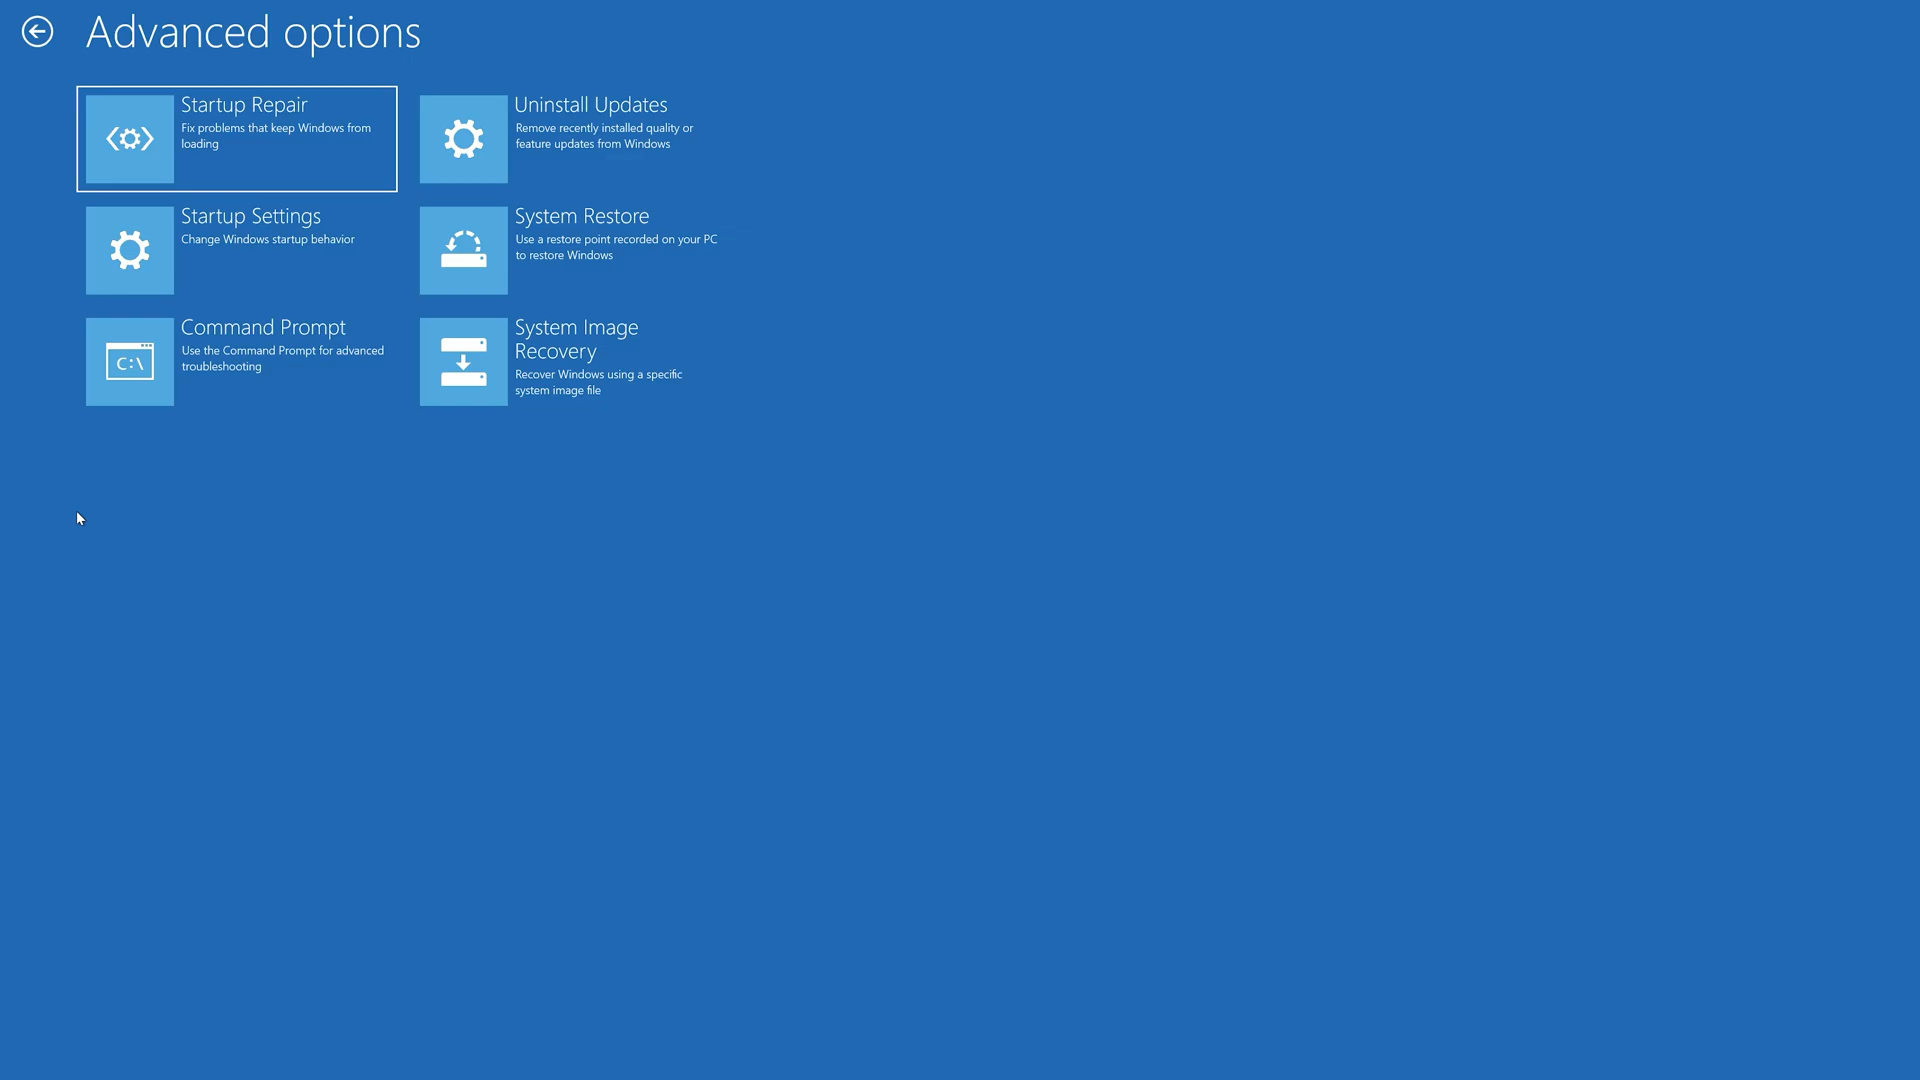 Advanced options
Startup Repair
Fix problems that keep Windows from
loading
Uninstall Updates
Remove recently installed quality or
feature updates from Windows
Startup Settings
Change Windows startup behavior
System Restore
Use a restore point recorded on your PC
to restore Windows
Command Prompt
Use the Command Prompt for advanced
troubleshooting
C:\
System Image
Recovery
Recover Windows using a specific
system image file